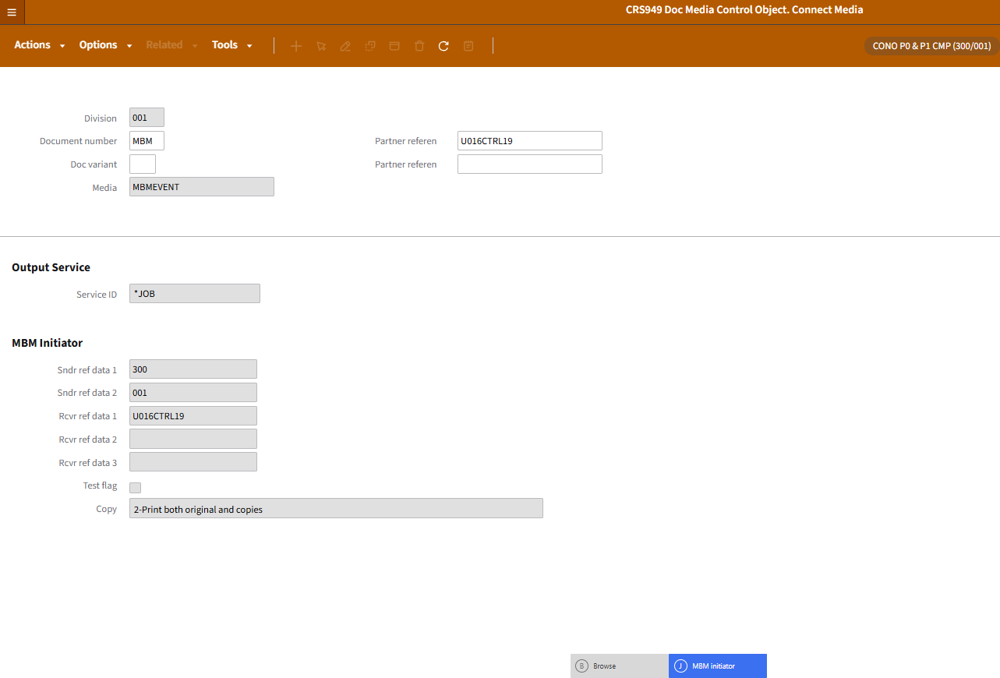 CRS949 Doc Media Control Object. Connect Media
Actions Options Related Tools CONO P0 & P1 CMP (300/001)
Division 001
Document number MBM Partner referen U016CTRL19
Doc variant Partner referen
Media MBMEVENT
Output Service
Service ID *JOB
MBM Initiator
Sndr ref data 1 300
Sndr ref data 2 001
Rcvr ref data 1 U016CTRL19
Rcvr ref data 2
Rcvr ref data 3
Test flag
Copy 2-Print both original and copies
B Browse J MBM initiator